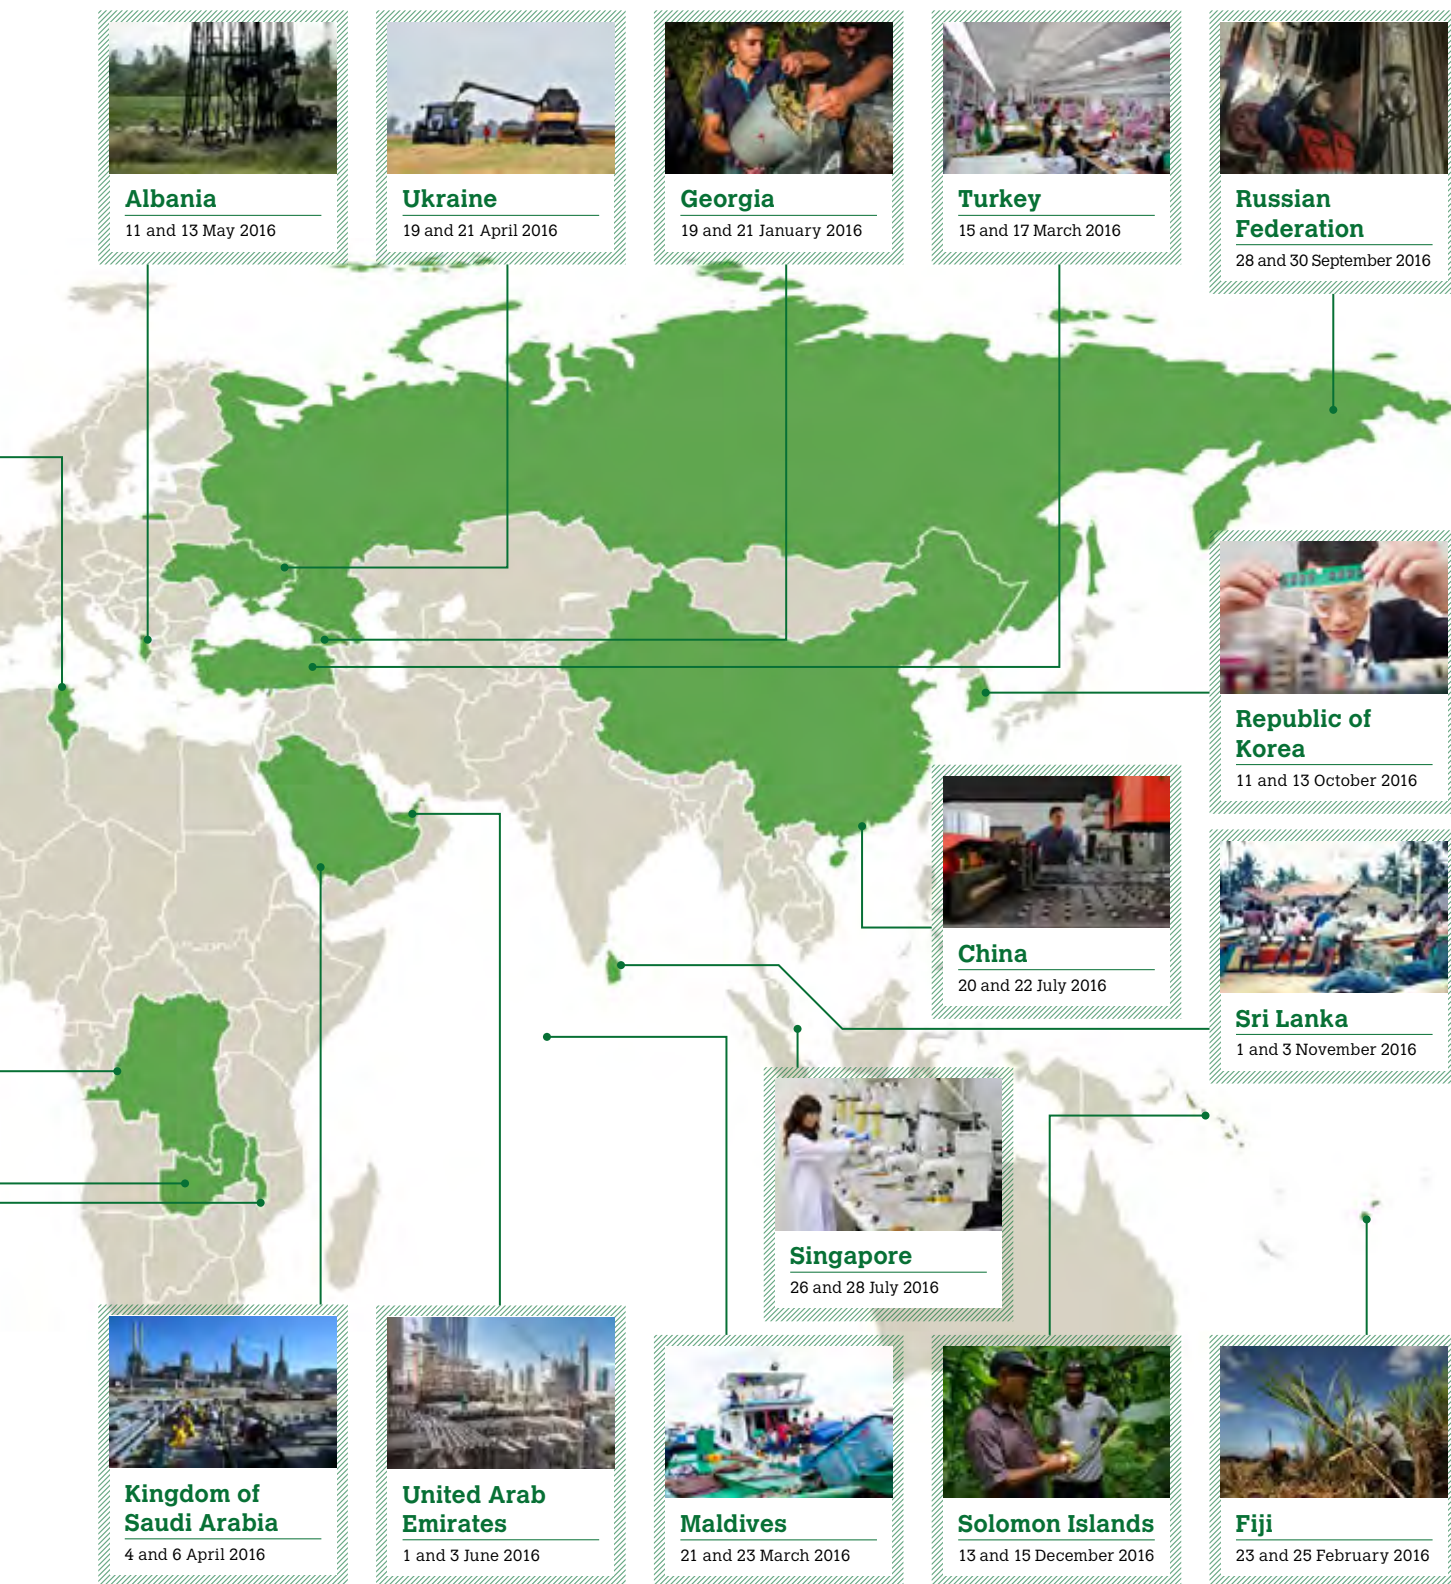 Albania
11 and 13 May 2016
Ukraine
19 and 21 April 2016
Georgia
19 and 21 January 2016
Turkey
15 and 17 March 2016
Russian
Federation
28 and 30 September 2016
Republic of
Korea
11 and 13 October 2016
China
20 and 22 July 2016
Sri Lanka
1 and 3 November 2016
Singapore
26 and 28 July 2016
Kingdom of
Saudi Arabia
4 and 6 April 2016
United Arab
Emirates
1 and 3 June 2016
Maldives
21 and 23 March 2016
Solomon Islands
13 and 15 December 2016
Fiji
23 and 25 February 2016